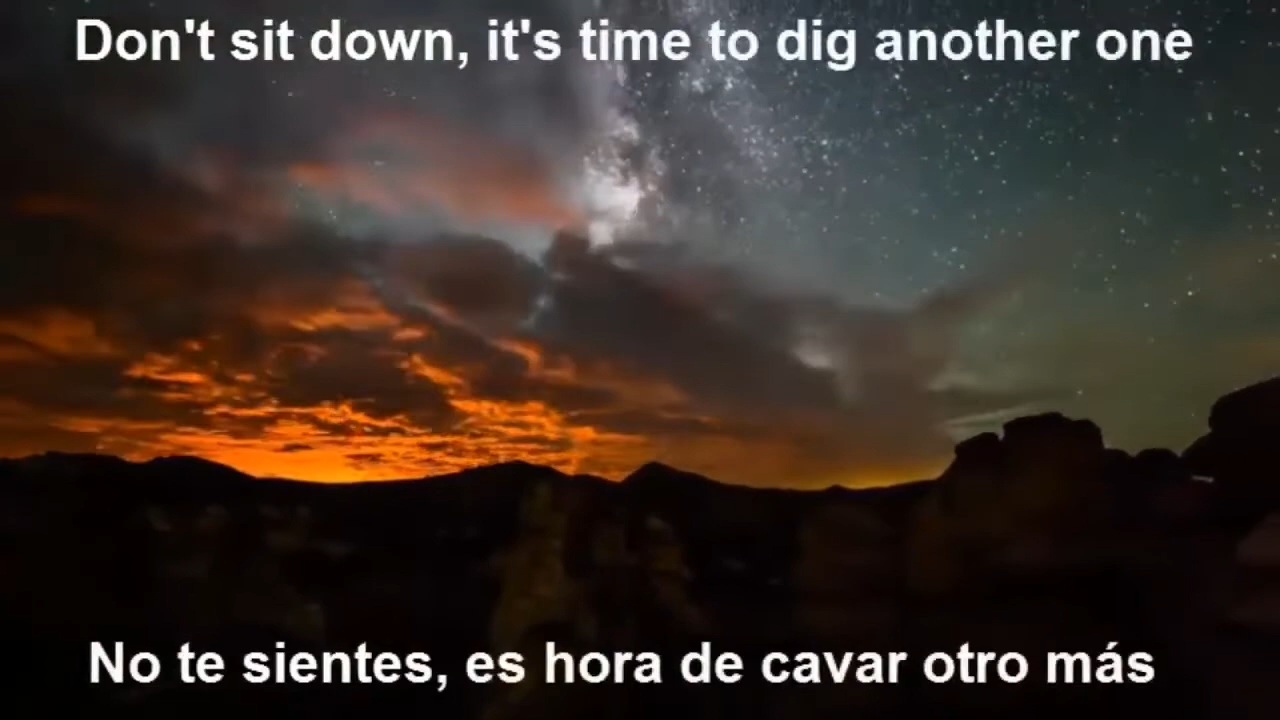 Don't sit down, it's time to dig another one
No te sientes, es hora de cavar otro más